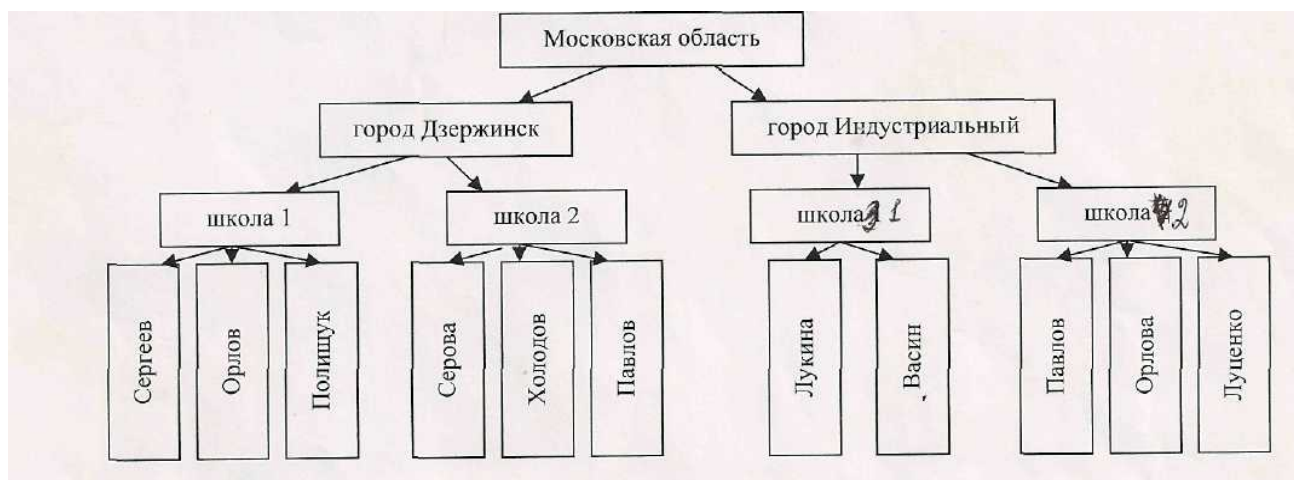 Московская область
город Дзержинск
город Индустриальный
школа 1
школа 2
школа 1
школа 2
Сергеев
Орлов
Полищук
Серова
Холодов
Павлов
Лукина
Васин
Павлов
Орлова
Луценко